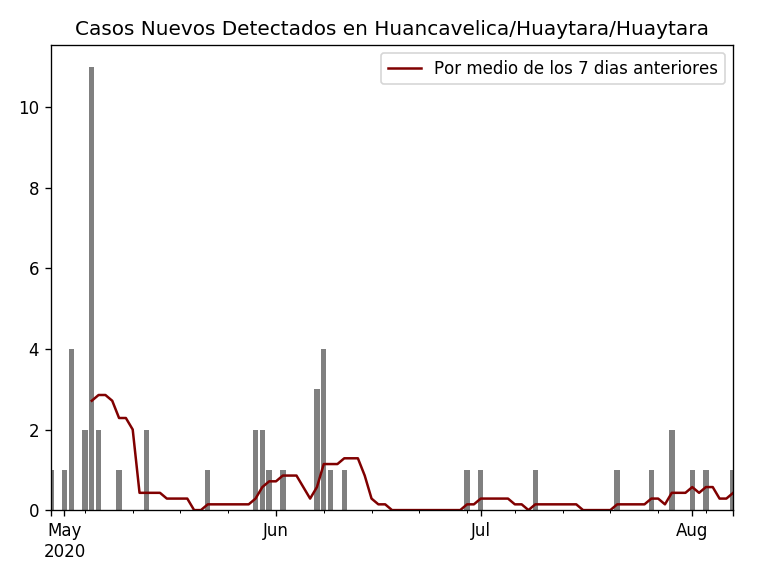 Casos Nuevos Detectados en Huancavelica/Huaytara/Huaytara
Por medio de los 7 dias anteriores
10
8
6
4
2
0
May Jun Jul Aug
2020